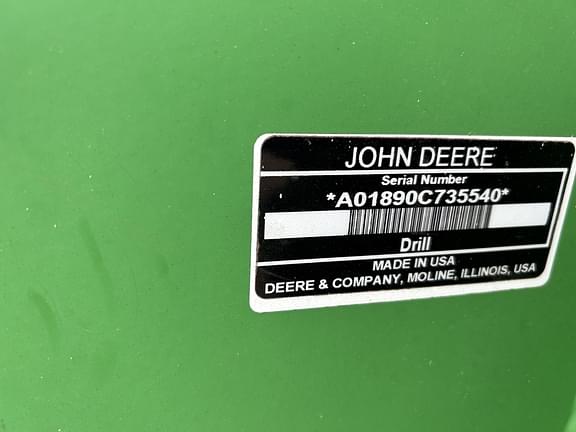 JOHN DEERE
Serial Number
*A01890C735540*
Drill
MADE IN USA
DEERE & COMPANY, MOLINE, ILLINOIS, USA